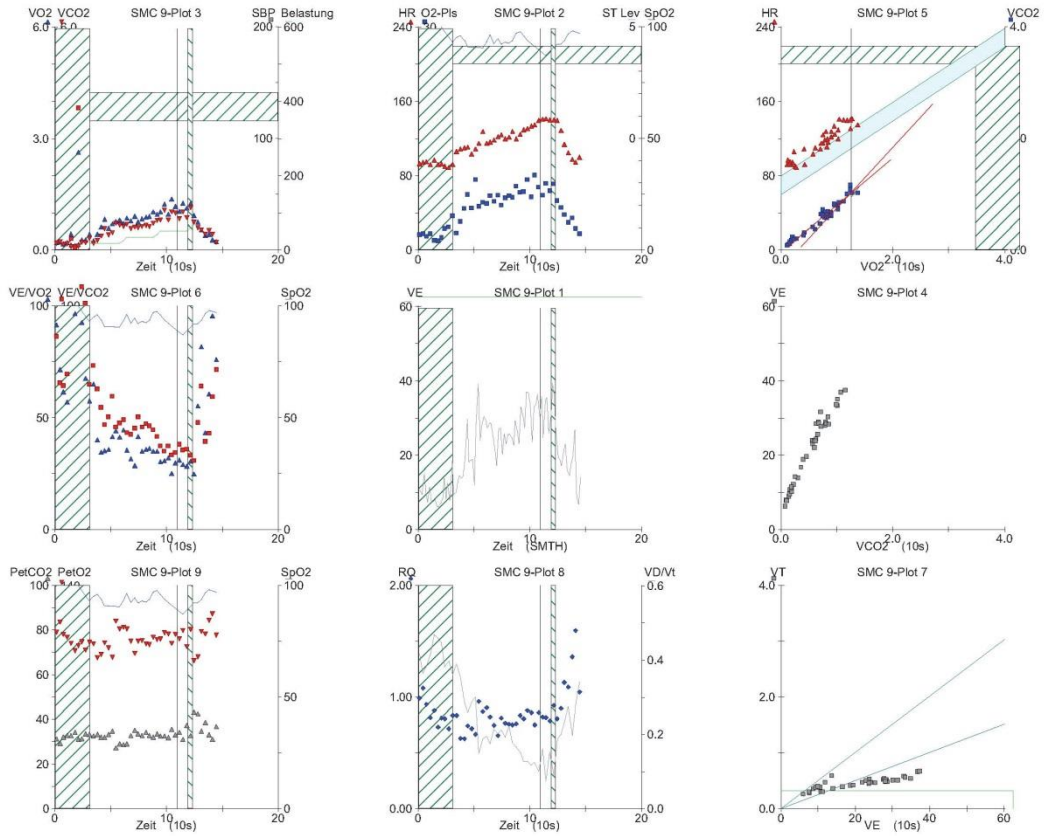 VO2 VCO2 SMC 9-Plot 3 SBP Belastung
6.0 6.0 200 600
400
3.0 100
200
0.0 0 0
0 10 20
Zeit (10s)
HR O2-Pls SMC 9-Plot 2 ST Lev SpO2
240 30 5 100
160
0 50
80
0 0
0 10 20
Zeit (10s)
HR SMC 9-Plot 5 VCO2
240 4.0
160
80
0 0.0
0.0 2.0 4.0
VO2 (10s)
VE/VO2 VE/VCO2 SMC 9-Plot 6 SpO2
100 100 100
50 50
0 0
0 10 20
Zeit (10s)
VE SMC 9-Plot 1
60
40
20
0
0 10 20
Zeit (SMTH)
VE SMC 9-Plot 4
60
40
20
0
0.0 2.0 4.0
VCO2 (10s)
PetCO2 PetO2 SMC 9-Plot 9 SpO2
100 140 100
80
60
50
40
20
0 0
0 10 20
Zeit (10s)
RQ SMC 9-Plot 8 VD/Vt
2.00 0.6
0.4
1.00
0.2
0.00 0.0
0 10 20
Zeit (10s)
VT SMC 9-Plot 7
4.0
2.0
0.0
0 20 40 60
VE (10s)